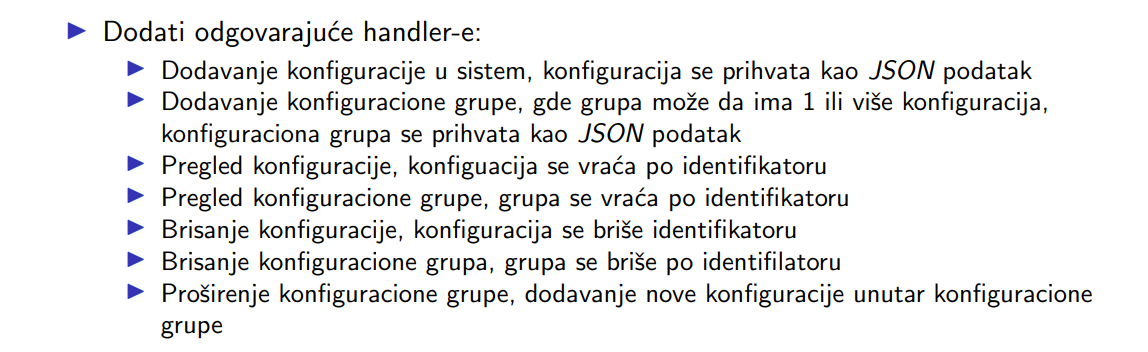 Dodati odgovarajuće handler-e:
Dodavanje konfiguracije u sistem, konfiguracija se prihvata kao JSON podatak
Dodavanje konfiguracione grupe, gde grupa može da ima 1 ili više konfiguracija,
konfiguraciona grupa se prihvata kao JSON podatak
Pregled konfiguracije, konfiguacija se vraća po identifikatoru
Pregled konfiguracione grupe, grupa se vraća po identifikatoru
Brisanje konfiguracije, konfiguracija se briše identifikatoru
Brisanje konfiguracione grupa, grupa se briše po identifilatoru
Proširenje konfiguracione grupe, dodavanje nove konfiguracije unutar konfiguracione
grupe